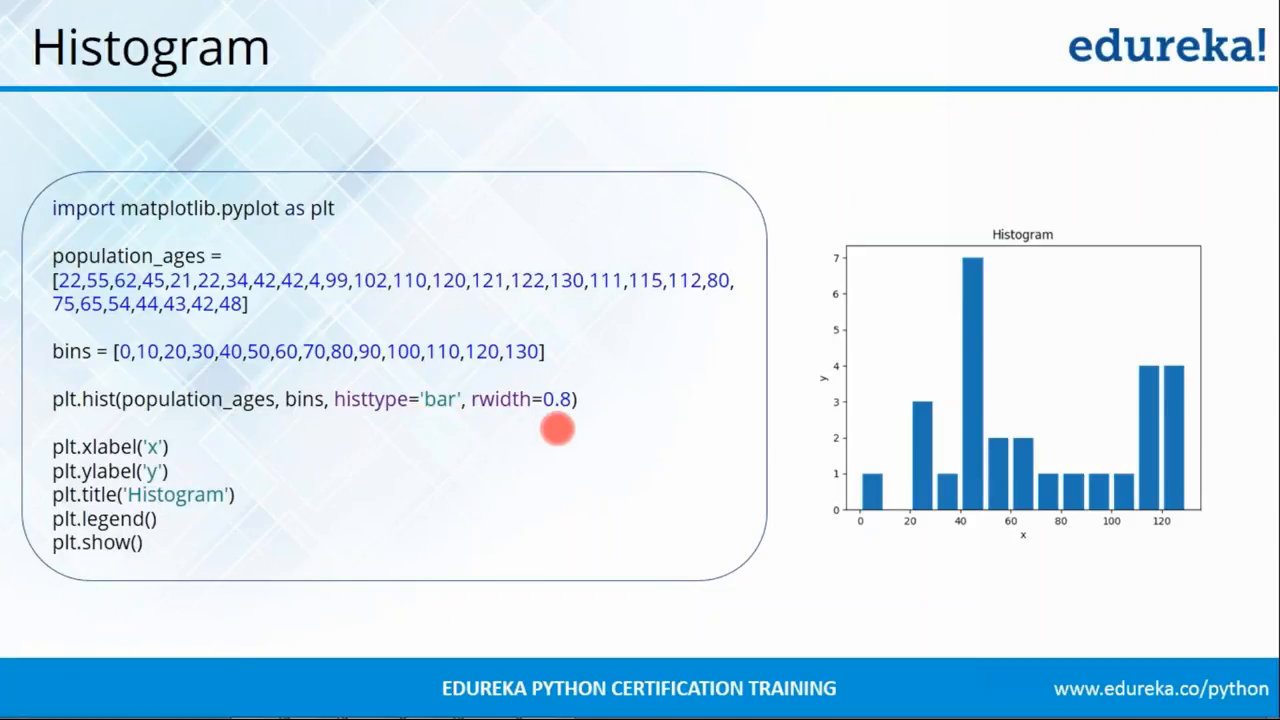 Histogram
edureka!
import matplotlib.pyplot as plt
population_ages =
[22,55,62,45,21,22,34,42,42,4,99,102,110,120,121,122,130,111,115,112,80,
75,65,54,44,43,42,48]
bins = [0,10,20,30,40,50,60,70,80,90,100,110,120,130]
plt.hist(population_ages, bins, histtype='bar', rwidth=0.8)
plt.xlabel('x')
plt.ylabel('y')
plt.title('Histogram')
plt.legend()
plt.show()
Histogram
7
6
5
4
3
2
1
0
y
0 20 40 60 80 100 120
x
EDUREKA PYTHON CERTIFICATION TRAINING
www.edureka.co/python